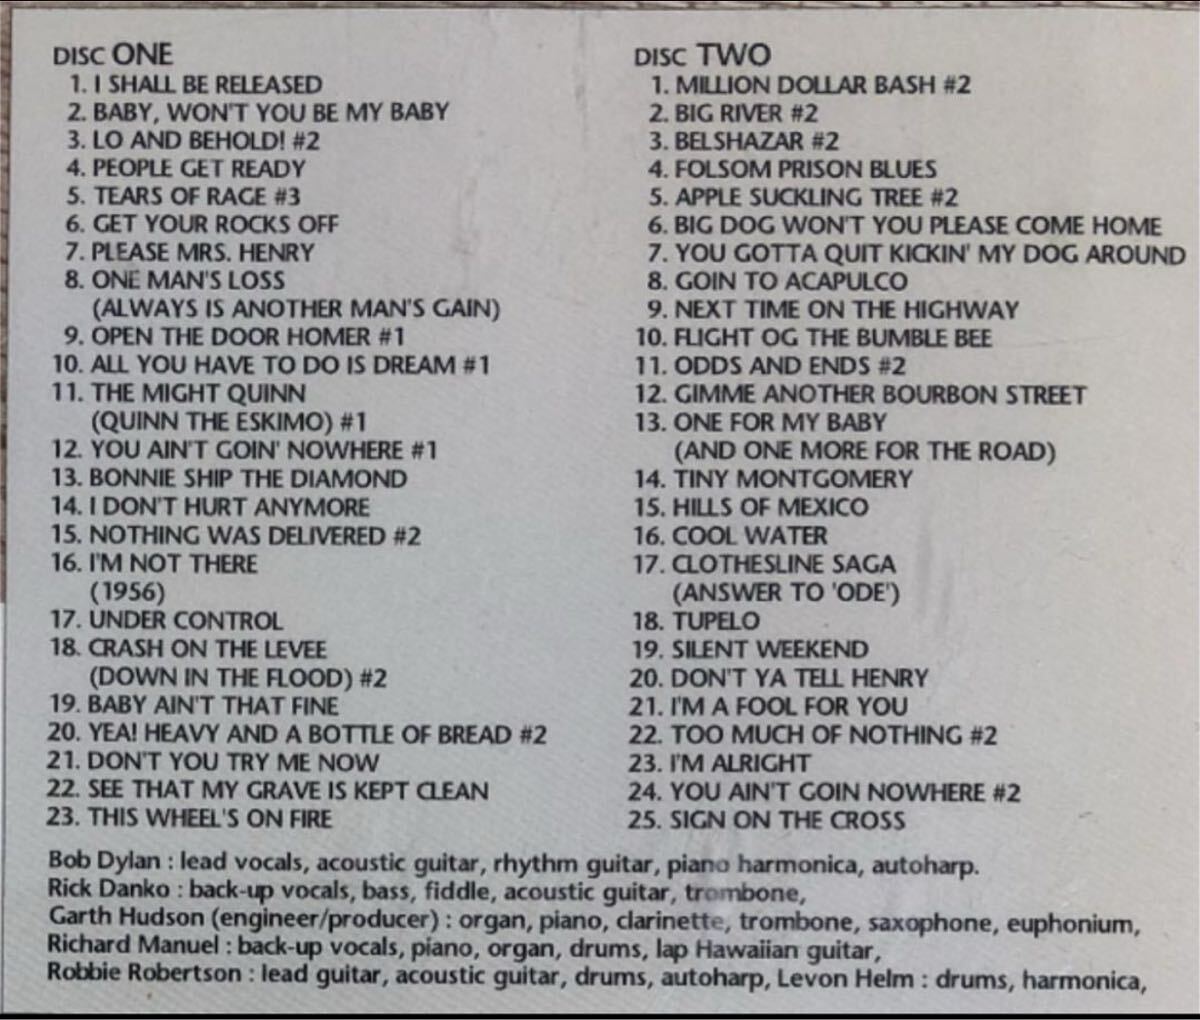 DISC ONE
1. I SHALL BE RELEASED
2. BABY, WON'T YOU BE MY BABY
3. LO AND BEHOLD! #2
4. PEOPLE GET READY
5. TEARS OF RAGE #3
6. GET YOUR ROCKS OFF
7. PLEASE MRS. HENRY
8. ONE MAN'S LOSS
(ALWAYS IS ANOTHER MAN'S GAIN)
9. OPEN THE DOOR HOMER #1
10. ALL YOU HAVE TO DO IS DREAM #1
11. THE MIGHT QUINN
(QUINN THE ESKIMO) #1
12. YOU AIN'T GOIN' NOWHERE #1
13. BONNIE SHIP THE DIAMOND
14. I DON'T HURT ANYMORE
15. NOTHING WAS DELIVERED #2
16. I'M NOT THERE
(1956)
17. UNDER CONTROL
18. CRASH ON THE LEVEE
(DOWN IN THE FLOOD) #2
19. BABY AIN'T THAT FINE
20. YEA! HEAVY AND A BOTTLE OF BREAD #2
21. DON'T YOU TRY ME NOW
22. SEE THAT MY GRAVE IS KEPT CLEAN
23. THIS WHEEL'S ON FIRE
DISC TWO
1. MILLION DOLLAR BASH #2
2. BIG RIVER #2
3. BELSHAZAR #2
4. FOLSOM PRISON BLUES
5. APPLE SUCKLING TREE #2
6. BIG DOG WON'T YOU PLEASE COME HOME
7. YOU GOTTA QUIT KICKIN' MY DOG AROUND
8. GOIN TO ACAPULCO
9. NEXT TIME ON THE HIGHWAY
10. FLIGHT OG THE BUMBLE BEE
11. ODDS AND ENDS #2
12. GIMME ANOTHER BOURBON STREET
13. ONE FOR MY BABY
(AND ONE MORE FOR THE ROAD)
14. TINY MONTGOMERY
15. HILLS OF MEXICO
16. COOL WATER
17. CLOTHESLINE SAGA
(ANSWER TO 'ODE')
18. TUPELO
19. SILENT WEEKEND
20. DON'T YA TELL HENRY
21. I'M A FOOL FOR YOU
22. TOO MUCH OF NOTHING #2
23. I'M ALRIGHT
24. YOU AIN'T GOIN NOWHERE #2
25. SIGN ON THE CROSS
Bob Dylan : lead vocals, acoustic guitar, rhythm guitar, piano harmonica, autoharp.
Rick Danko : back-up vocals, bass, fiddle, acoustic guitar, trombone,
Garth Hudson (engineer/producer) : organ, piano, clarinette, trombone, saxophone, euphonium,
Richard Manuel : back-up vocals, piano, organ, drums, lap Hawaiian guitar,
Robbie Robertson : lead guitar, acoustic guitar, drums, autoharp, Levon Helm : drums, harmonica,